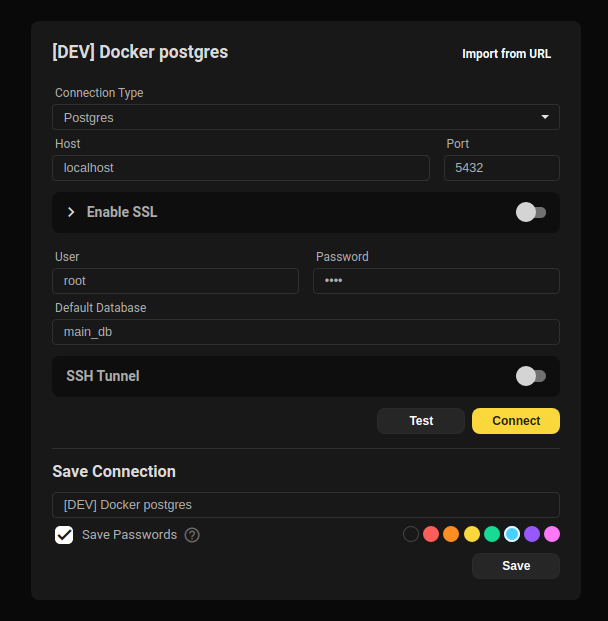 [DEV] Docker postgres
Import from URL
Connection Type
Postgres
Host
Port
localhost
5432
Enable SSL
User
Password
root
••••
Default Database
main_db
SSH Tunnel
Test
Connect
Save Connection
[DEV] Docker postgres
Save Passwords ?
Save